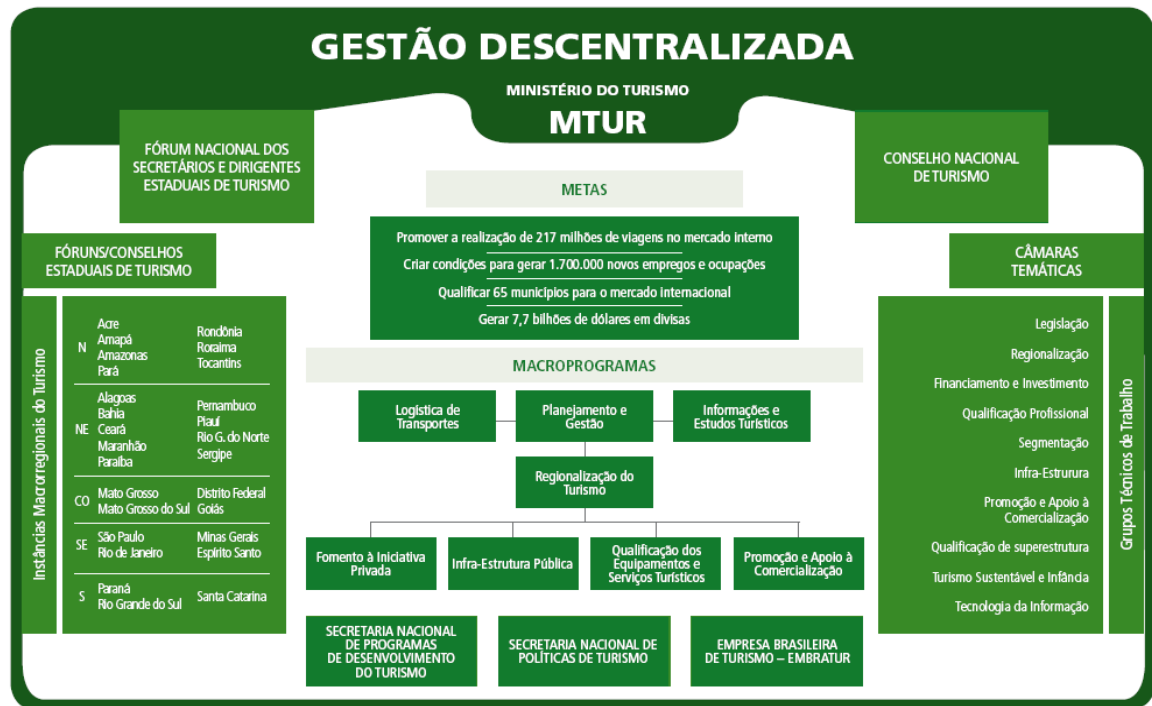 GESTÃO DESCENTRALIZADA
MINISTÉRIO DO TURISMO
MTUR
FÓRUM NACIONAL DOS
SECRETÁRIOS E DIRIGENTES
ESTADUAIS DE TURISMO
CONSELHO NACIONAL
DE TURISMO
METAS
Promover a realização de 217 milhões de viagens no mercado interno
Criar condições para gerar 1.700.000 novos empregos e ocupações
Qualificar 65 municípios para o mercado internacional
Gerar 7,7 bilhões de dólares em divisas
FÓRUNS/CONSELHOS
ESTADUAIS DE TURISMO
Instâncias Macrorregionais do Turismo
N
Acre
Amapá
Amazonas
Pará
Rondônia
Roraima
Tocantins
NE
Alagoas
Bahia
Ceará
Maranhão
Paraíba
Pernambuco
Piauí
Rio G. do Norte
Sergipe
CO
Mato Grosso
Mato Grosso do Sul
Distrito Federal
Goiás
SE
São Paulo
Rio de Janeiro
Minas Gerais
Espírito Santo
S
Paraná
Rio Grande do Sul
Santa Catarina
MACROPROGRAMAS
Logística de
Transportes
Planejamento e
Gestão
Informações e
Estudos Turísticos
Regionalização do
Turismo
Fomento à Iniciativa
Privada
Infra-Estrutura Pública
Qualificação dos
Equipamentos e
Serviços Turísticos
Promoção e Apoio à
Comercialização
SECRETARIA NACIONAL
DE PROGRAMAS
DE DESENVOLVIMENTO
DO TURISMO
SECRETARIA NACIONAL DE
POLÍTICAS DE TURISMO
EMPRESA BRASILEIRA
DE TURISMO – EMBRATUR
CÂMARAS
TEMÁTICAS
Legislação
Regionalização
Financiamento e Investimento
Qualificação Profissional
Segmentação
Infra-Estrurura
Promoção e Apoio à
Comercialização
Qualificação de superestrutura
Turismo Sustentável e Infância
Tecnologia da Informação
Grupos Técnicos de Trabalho